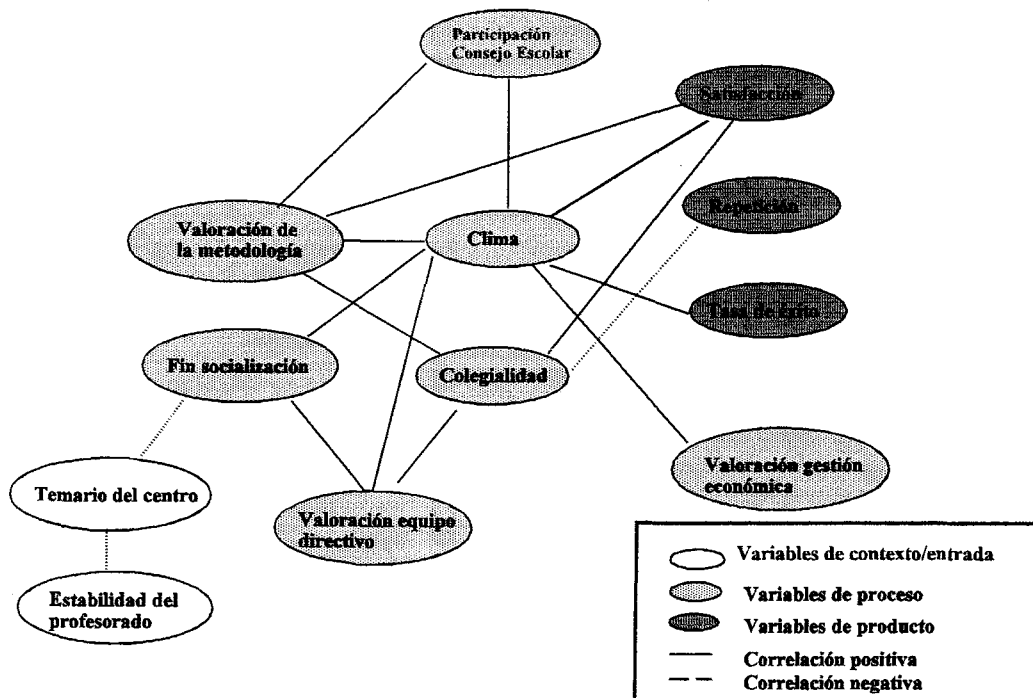 Participación
Consejo Escolar
Satisfacción
Repetición
Valoración de
la metodología
Clima
Tasa de éxito
Fin socialización
Colegialidad
Valoración gestión
económica
Temario del centro
Valoración equipo
directivo
Estabilidad del
profesorado
Variables de contexto/entrada
Variables de proceso
Variables de producto
Correlación positiva
Correlación negativa